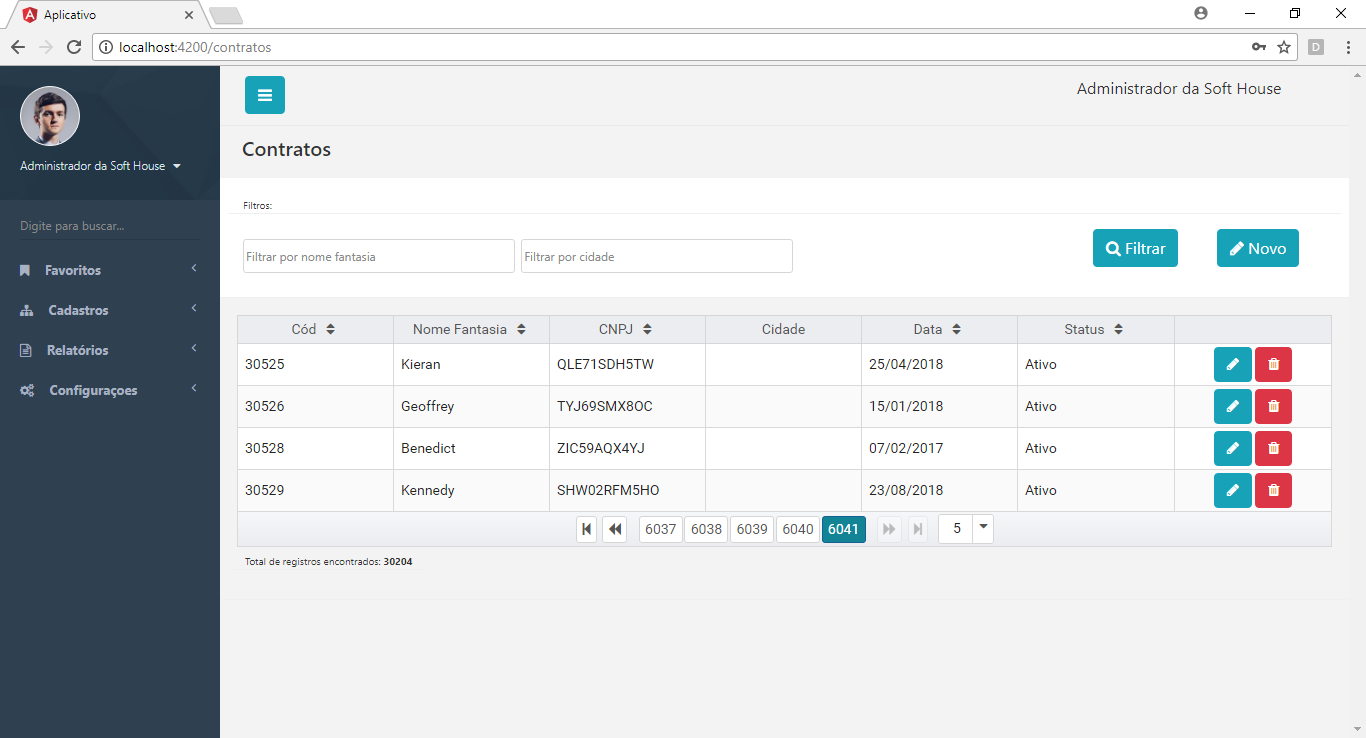 Aplicativo
localhost:4200/contratos
D
Administrador da Soft House
Administrador da Soft House
Digite para buscar...
Favoritos
Cadastros
Relatórios
Configuraçoes
Contratos
Filtros:
Filtrar por nome fantasia Filtrar por cidade Filtrar Novo
Cód Nome Fantasia CNPJ Cidade Data Status
30525 Kieran QLE71SDH5TW 25/04/2018 Ativo
30526 Geoffrey TYJ69SMX8OC 15/01/2018 Ativo
30528 Benedict ZIC59AQX4YJ 07/02/2017 Ativo
30529 Kennedy SHW02RFM5HO 23/08/2018 Ativo
6037 6038 6039 6040 6041 5
Total de registros encontrados: 30204